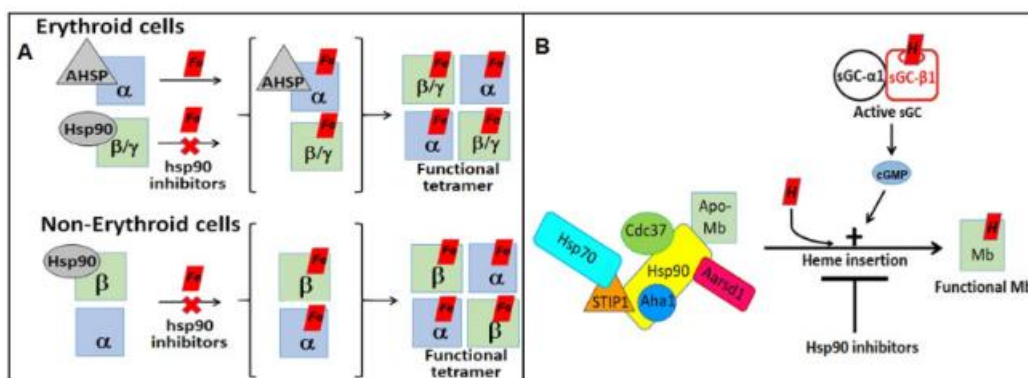 A
Erythroid cells
AHSP
α
Fe
AHSP
Fe
α
Hsp90
β/γ
Fe
hsp90
inhibitors
Fe
β/γ
Fe
β/γ
Fe
α
Fe
α
Fe
β/γ
Functional
tetramer
Non-Erythroid cells
Hsp90
β
α
Fe
hsp90
inhibitors
Fe
β
Fe
α
Fe
β
Fe
α
Fe
α
Fe
β
Functional
tetramer
B
H
sGC-α1
sGC-β1
Active sGC
cGMP
H
+
Heme insertion
Hsp70
STIP1
Cdc37
Hsp90
Aha1
Apo-
Mb
Aarsd1
H
Mb
Functional Mb
Hsp90 inhibitors